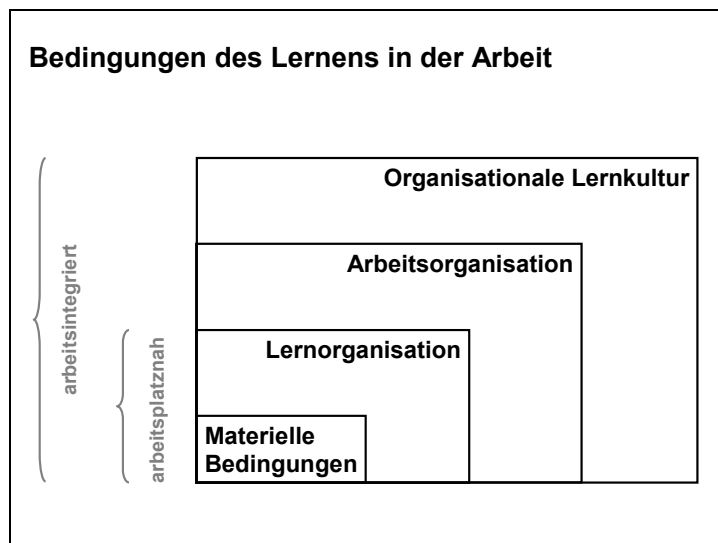 Bedingungen des Lernens in der Arbeit
Organisationale Lernkultur
Arbeitsorganisation
Lernorganisation
Materielle
Bedingungen
arbeitsintegriert
arbeitsplatznah